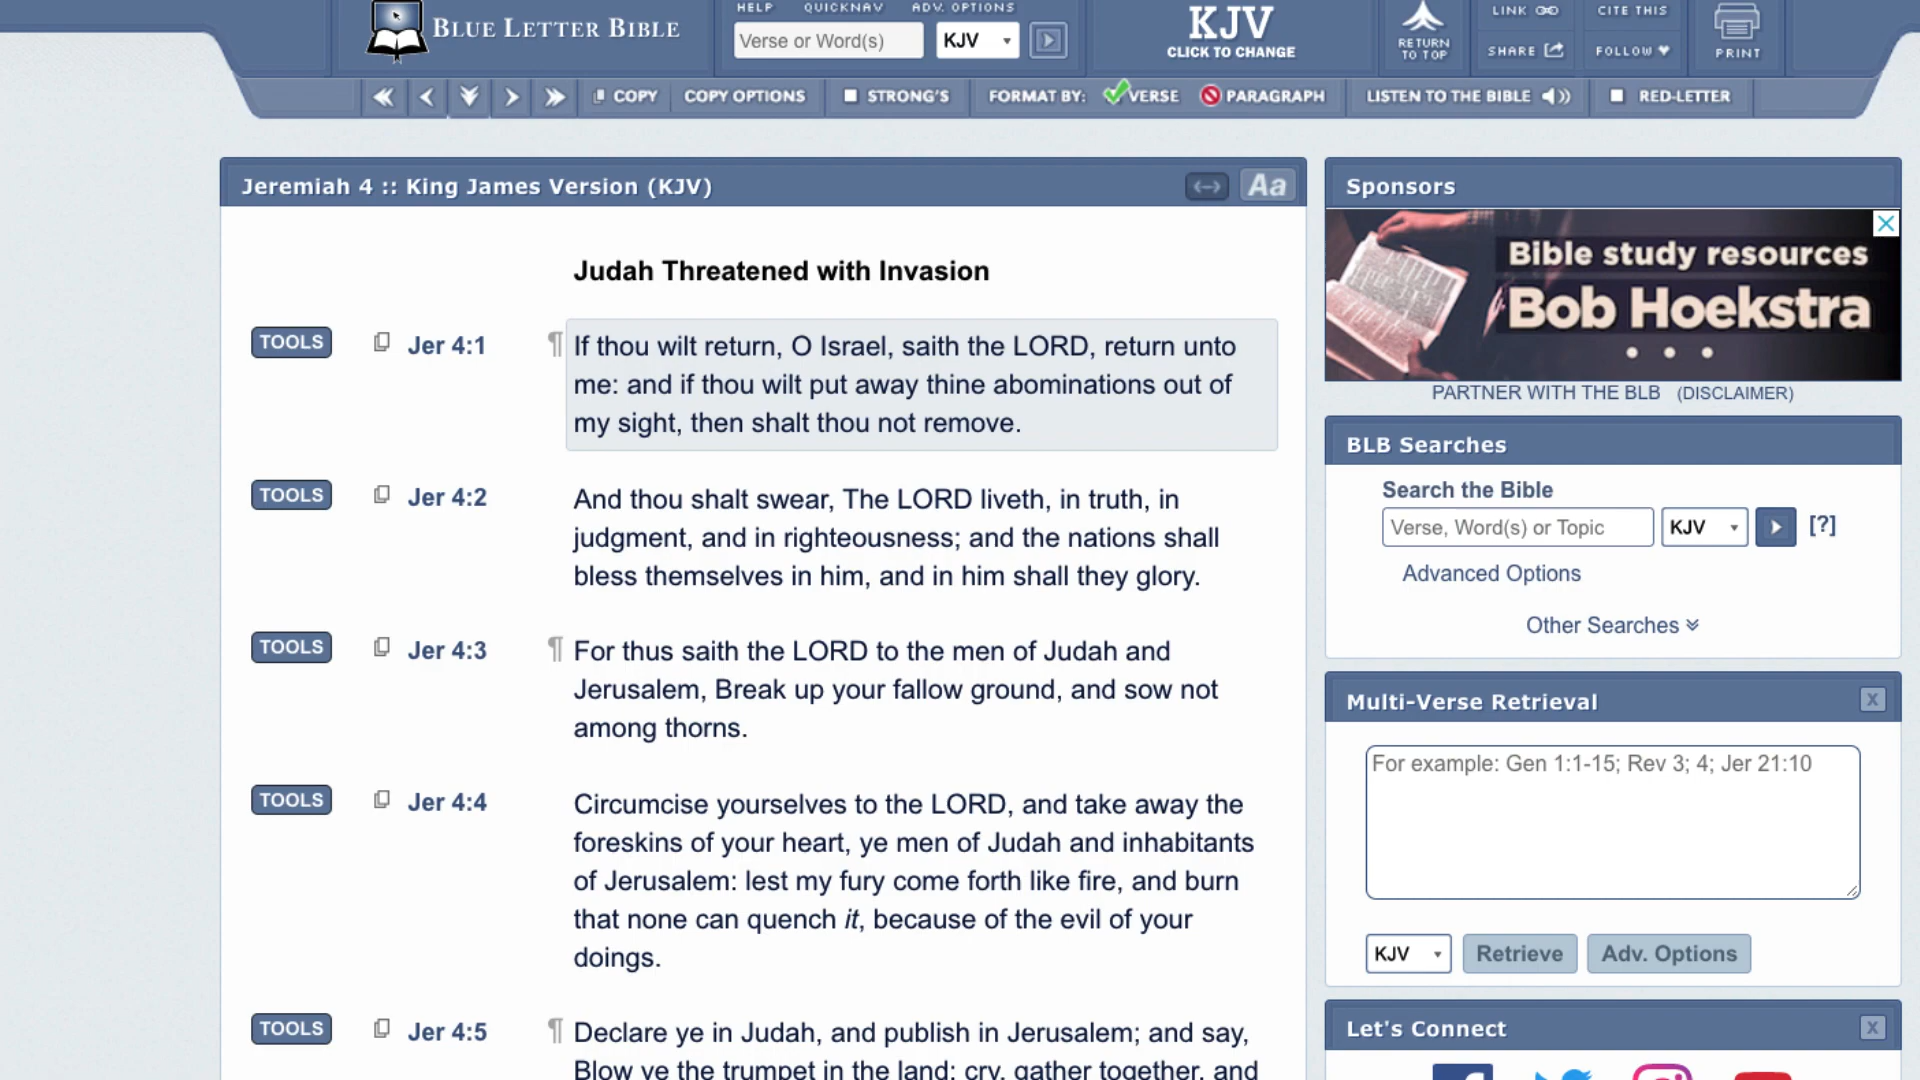 HELP QUICKNAV ADV. OPTIONS
BLUE LETTER BIBLE
Verse or Word(s) KJV
KJV
CLICK TO CHANGE
RETURN
TO TOP
LINK
SHARE
CITE THIS
FOLLOW
PRINT
COPY COPY OPTIONS STRONG'S FORMAT BY: VERSE PARAGRAPH LISTEN TO THE BIBLE RED-LETTER
Jeremiah 4 :: King James Version (KJV) Aa
Judah Threatened with Invasion
TOOLS Jer 4:1 ¶ If thou wilt return, O Israel, saith the LORD, return unto
me: and if thou wilt put away thine abominations out of
my sight, then shalt thou not remove.
TOOLS Jer 4:2 And thou shalt swear, The LORD liveth, in truth, in
judgment, and in righteousness; and the nations shall
bless themselves in him, and in him shall they glory.
TOOLS Jer 4:3 ¶ For thus saith the LORD to the men of Judah and
Jerusalem, Break up your fallow ground, and sow not
among thorns.
TOOLS Jer 4:4 Circumcise yourselves to the LORD, and take away the
foreskins of your heart, ye men of Judah and inhabitants
of Jerusalem: lest my fury come forth like fire, and burn
that none can quench it, because of the evil of your
doings.
TOOLS Jer 4:5 ¶ Declare ye in Judah, and publish in Jerusalem; and say,
Blow ye the trumpet in the land: cry, gather together, and
Sponsors
Bible study resources
Bob Hoekstra
PARTNER WITH THE BLB (DISCLAIMER)
BLB Searches
Search the Bible
Verse, Word(s) or Topic KJV [?]
Advanced Options
Other Searches
Multi-Verse Retrieval X
For example: Gen 1:1-15; Rev 3; 4; Jer 21:10
KJV Retrieve Adv. Options
Let's Connect X